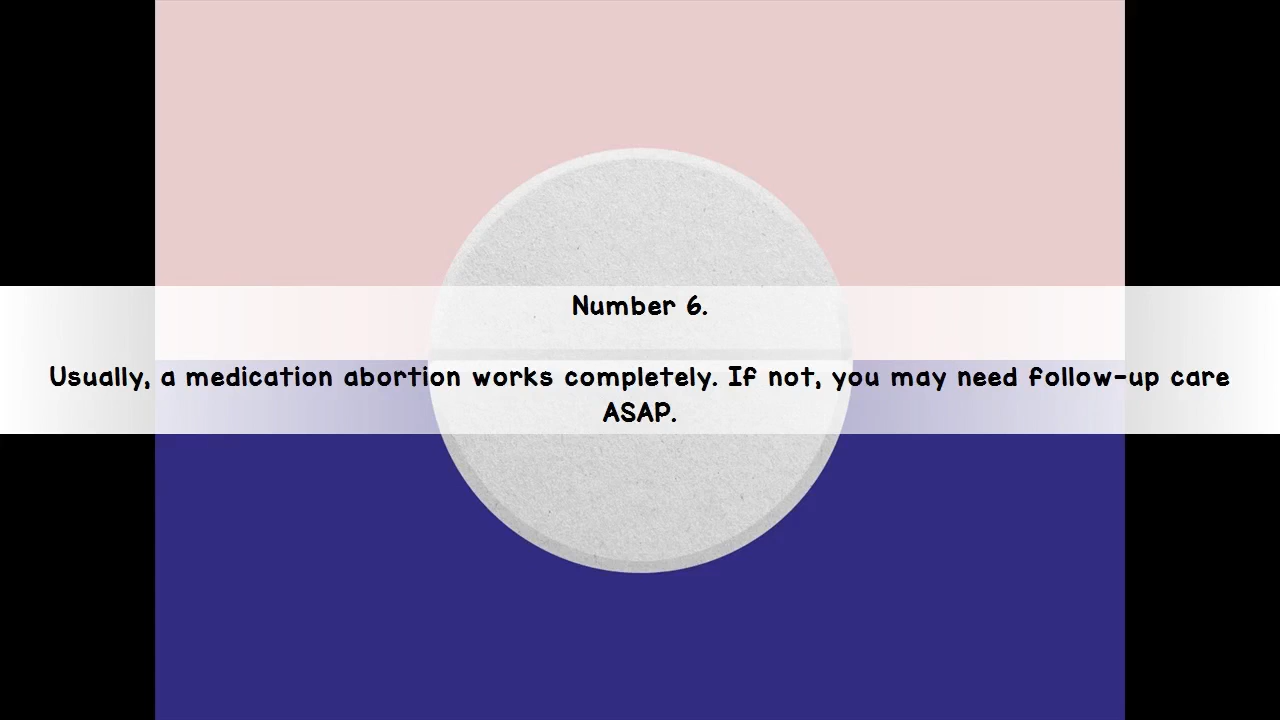 Number 6.
Usually, a medication abortion works completely. If not, you may need follow-up care
ASAP.